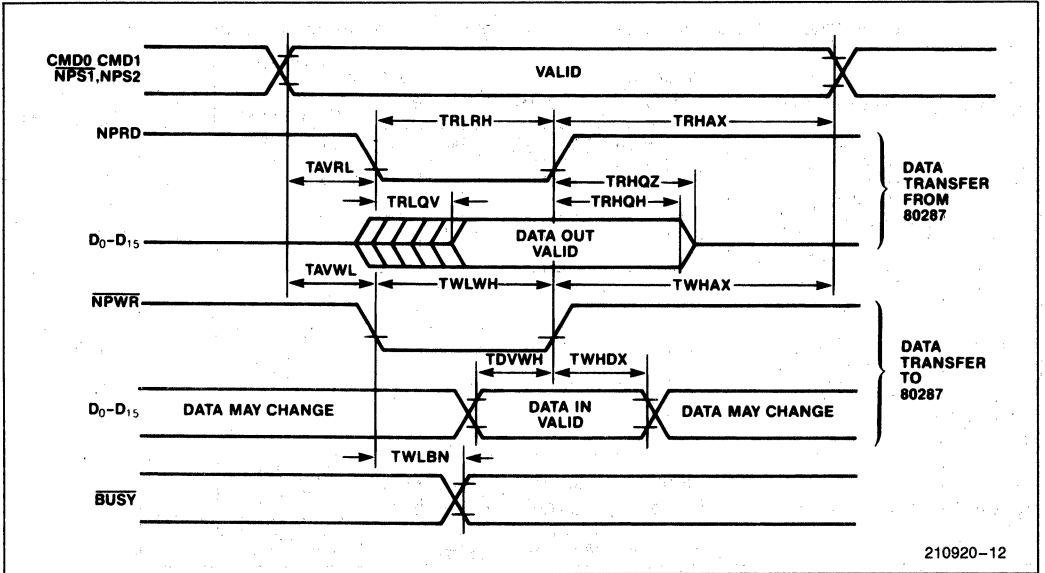 CMD0 CMD1
NPS1, NPS2
VALID
TRLRH
TRHAX
NPRD
TAVRL
TRHQZ
TRLQV
TRHQH
DATA
TRANSFER
FROM
80287
D0-D15
DATA OUT
VALID
TAVWL
TWLWH
TWHAX
NPWR
TDVWH
TWHDX
DATA
TRANSFER
TO
80287
D0-D15
DATA MAY CHANGE
DATA IN
VALID
DATA MAY CHANGE
TWLBN
BUSY
210920-12